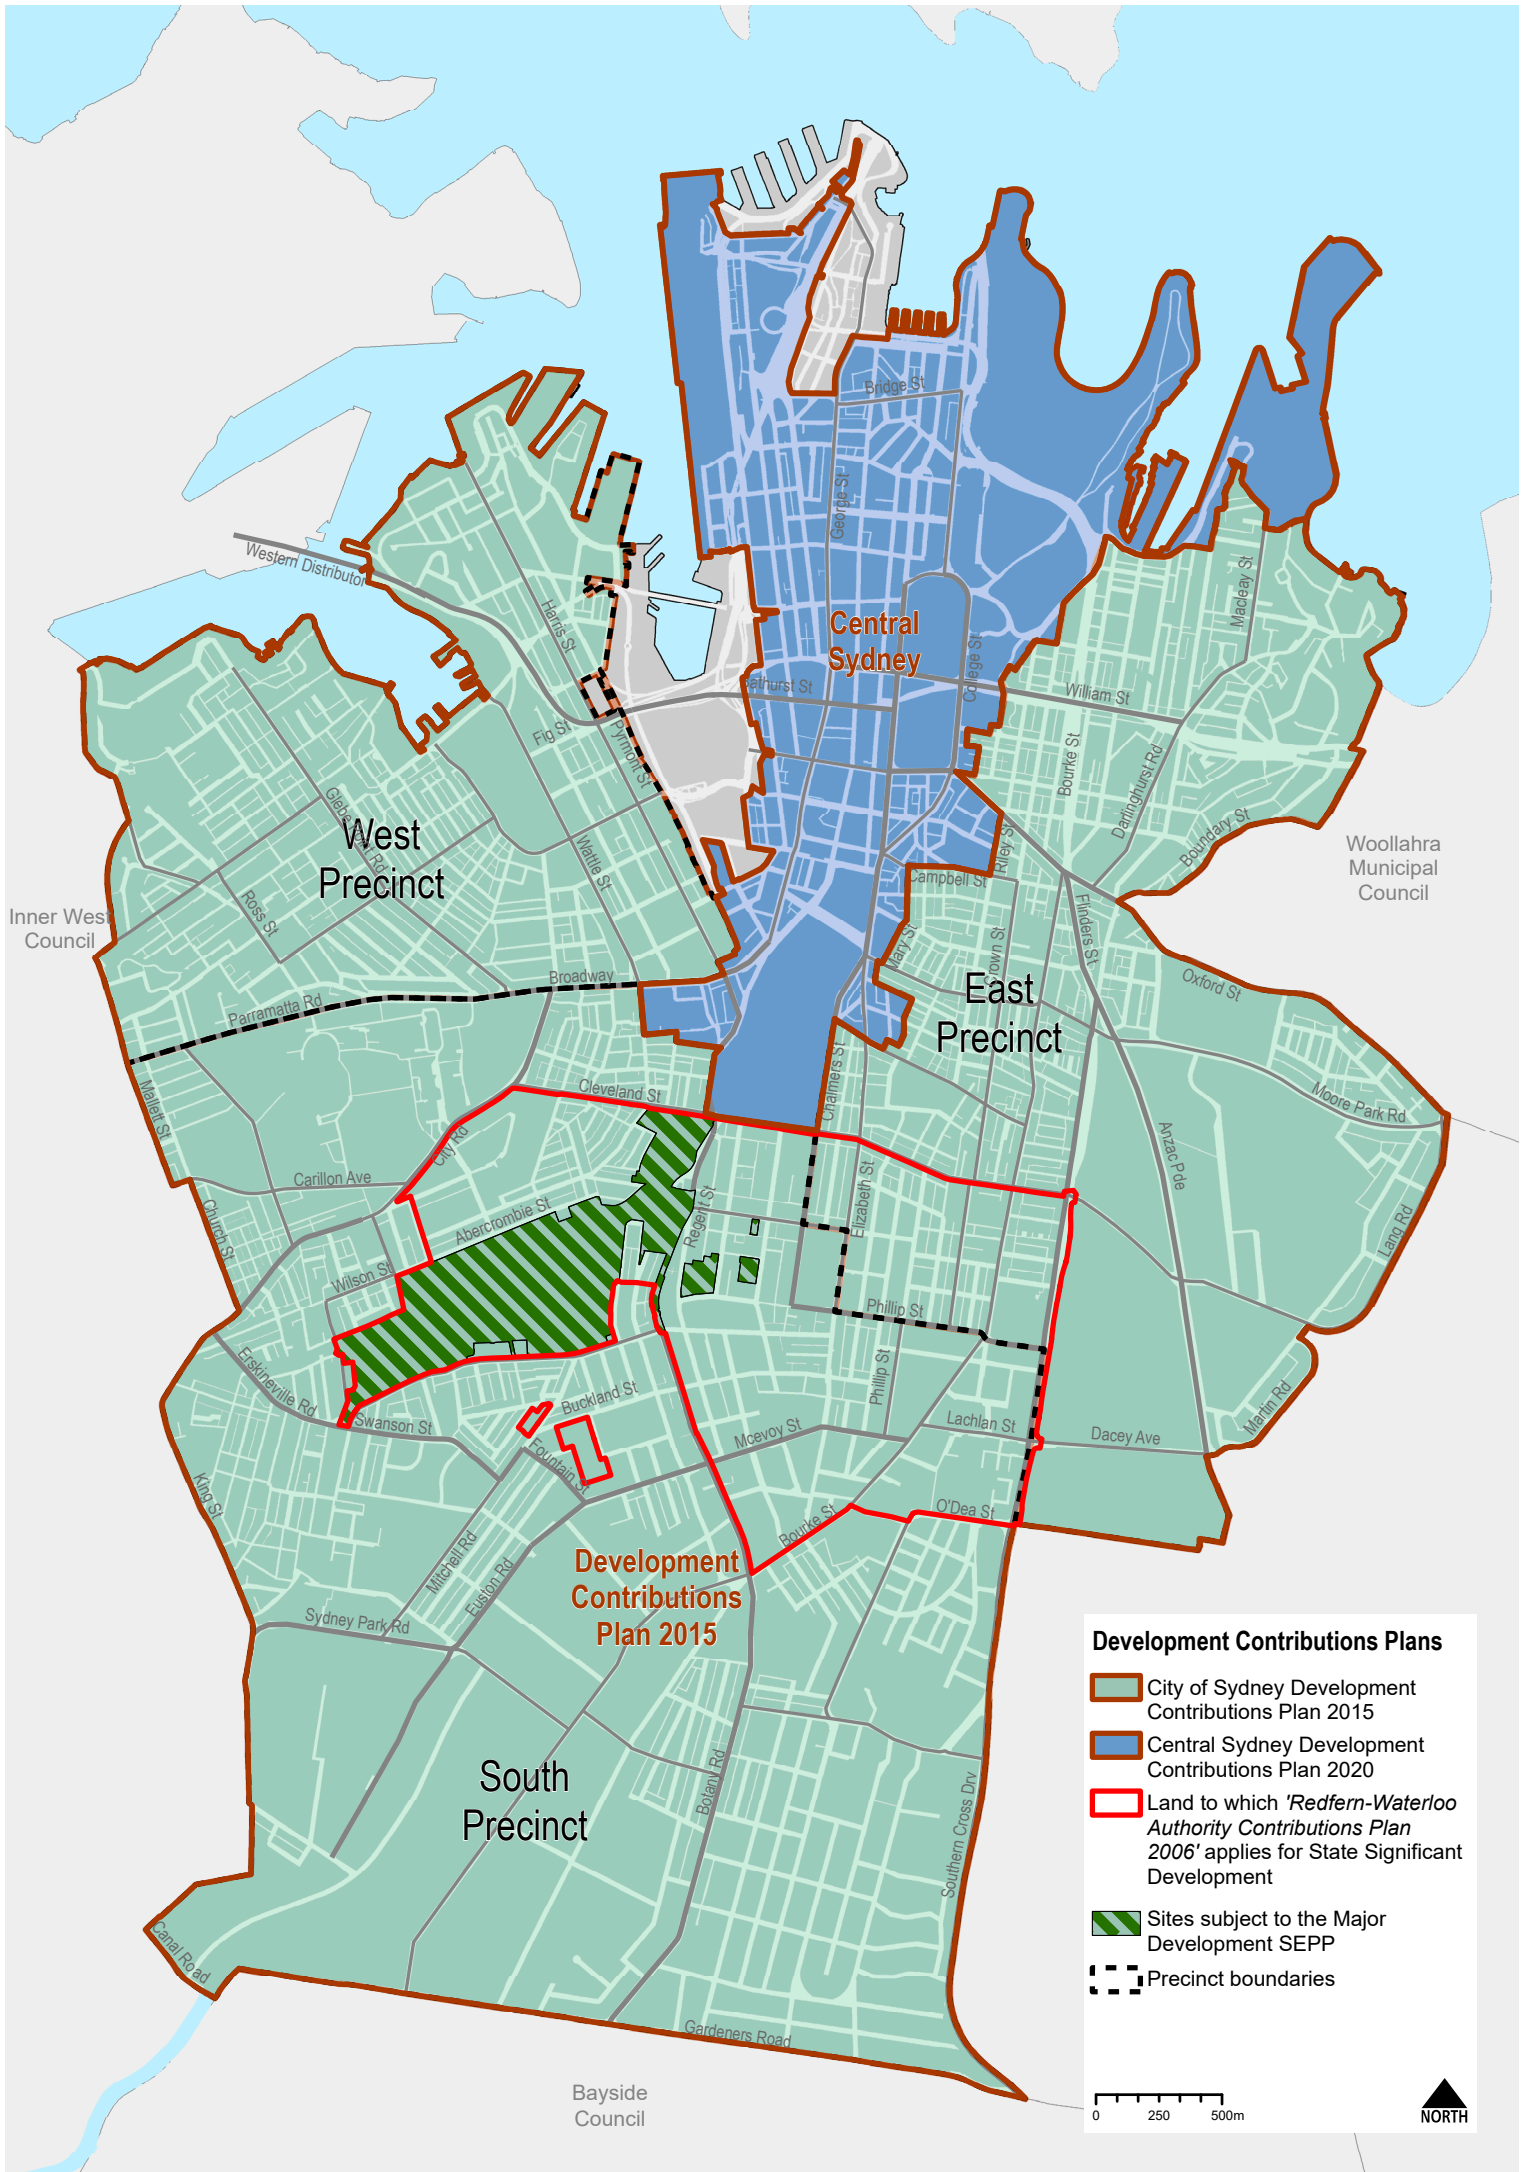 Bridge St
George St
Western Distributor
Macleay St
Harris St
Central
Sydney
College St
Bathurst St
William St
Fig St
Pyrmont St
Bourke St
Darlinghurst Rd
Glebe Point Rd
West
Precinct
Boundary St
Riley St
Woollahra
Municipal
Council
Wattle St
Campbell St
Inner West
Council
Ross St
Flinders St
Mary St
Crown St
East
Precinct
Oxford St
Broadway
Parramatta Rd
Chalmers St
Mallett St
Cleveland St
Moore Park Rd
City Rd
Anzac Pde
Carillon Ave
Elizabeth St
Church St
Abercrombie St
Regent St
Lang Rd
Wilson St
Phillip St
Erskineville Rd
Phillip St
Buckland St
Martin Rd
Swanson St
Mcevoy St
Lachlan St
Dacey Ave
Fountain St
King St
O'Dea St
Bourke St
Mitchell Rd
Euston Rd
Development
Contributions
Plan 2015
Sydney Park Rd
South
Precinct
Botany Rd
Southern Cross Drv
Canal Road
Gardeners Road
Bayside
Council
Development Contributions Plans
City of Sydney Development
Contributions Plan 2015
Central Sydney Development
Contributions Plan 2020
Land to which 'Redfern-Waterloo
Authority Contributions Plan
2006' applies for State Significant
Development
Sites subject to the Major
Development SEPP
Precinct boundaries
0 250 500m
NORTH